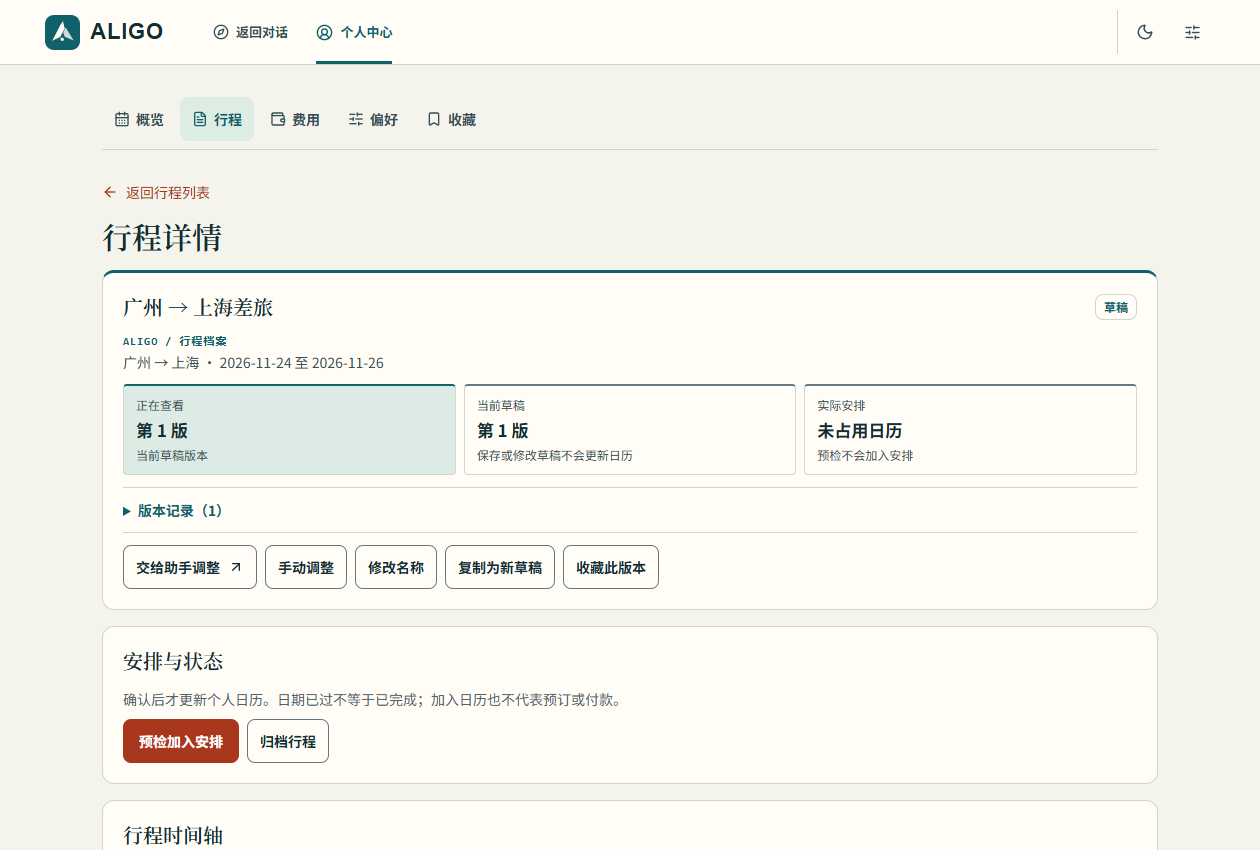 ALIGO
返回对话
个人中心
概览
行程
费用
偏好
收藏
← 返回行程列表
行程详情
广州 → 上海差旅
草稿
ALIGO / 行程档案
广州 → 上海 · 2026-11-24 至 2026-11-26
正在查看
第 1 版
当前草稿版本
当前草稿
第 1 版
保存或修改草稿不会更新日历
实际安排
未占用日历
预检不会加入安排
版本记录（1）
交给助手调整
手动调整
修改名称
复制为新草稿
收藏此版本
安排与状态
确认后才更新个人日历。日期已过不等于已完成；加入日历也不代表预订或付款。
预检加入安排
归档行程
行程时间轴